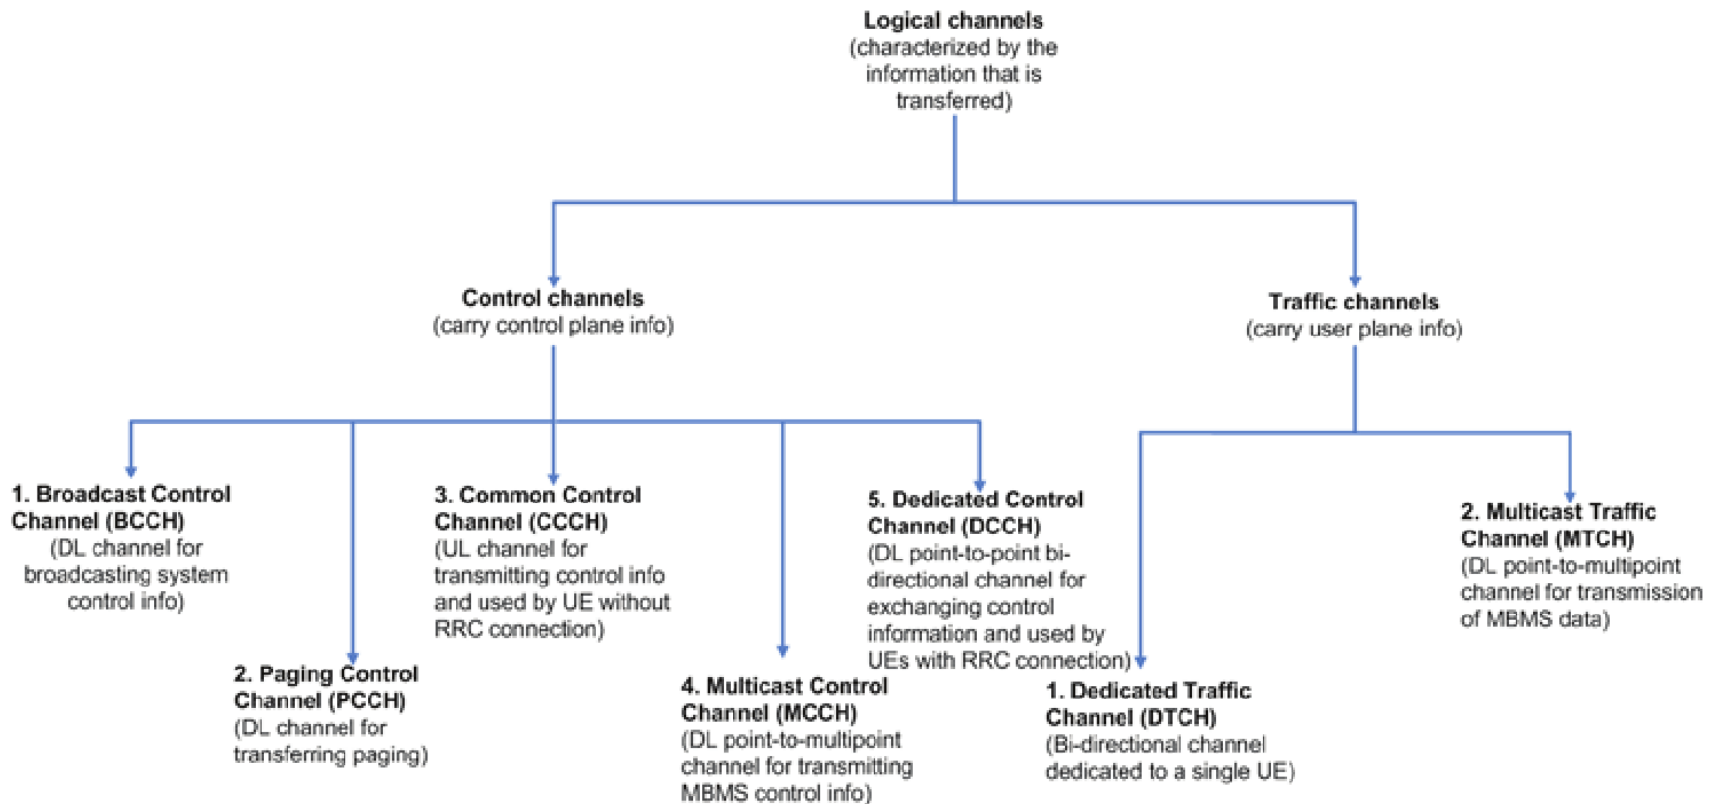 Logical channels
(characterized by the
information that is
transferred)
Control channels
(carry control plane info)
Traffic channels
(carry user plane info)
1. Broadcast Control
Channel (BCCH)
(DL channel for
broadcasting system
control info)
2. Paging Control
Channel (PCCH)
(DL channel for
transferring paging)
3. Common Control
Channel (CCCH)
(UL channel for
transmitting control info
and used by UE without
RRC connection)
4. Multicast Control
Channel (MCCH)
(DL point-to-multipoint
channel for transmitting
MBMS control info)
5. Dedicated Control
Channel (DCCH)
(DL point-to-point bi-
directional channel for
exchanging control
information and used by
UEs with RRC connection)
1. Dedicated Traffic
Channel (DTCH)
(Bi-directional channel
dedicated to a single UE)
2. Multicast Traffic
Channel (MTCH)
(DL point-to-multipoint
channel for transmission
of MBMS data)